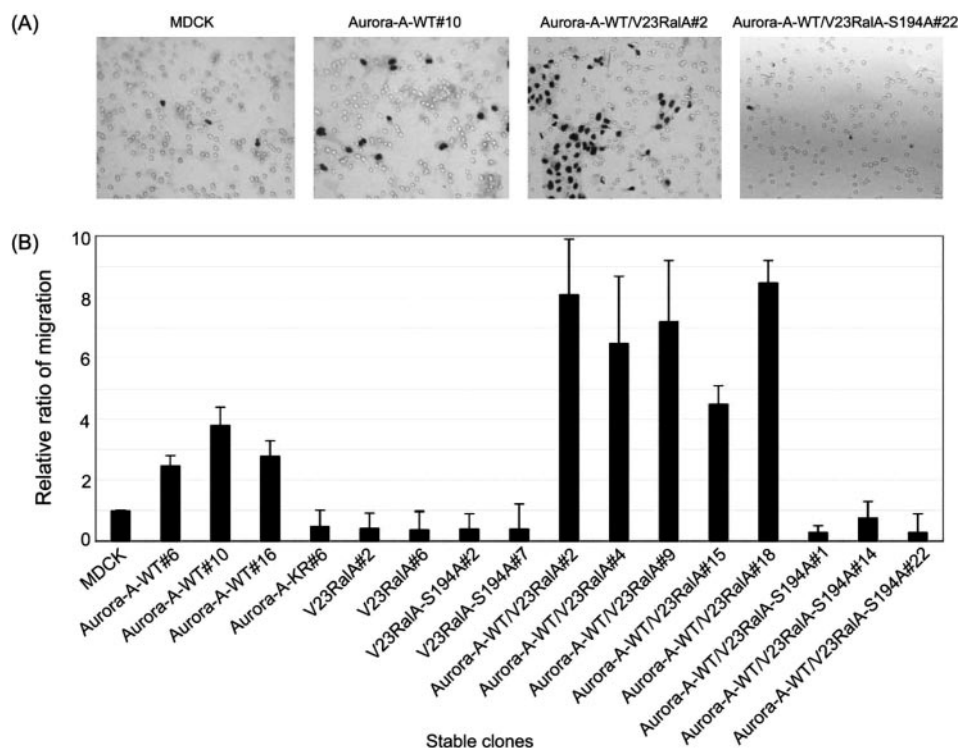 (A)
MDCK
Aurora-A-WT#10
Aurora-A-WT/V23RalA#2
Aurora-A-WT/V23RalA-S194A#22
(B)
Relative ratio of migration
10
8
6
4
2
0
MDCK
Aurora-A-WT#6
Aurora-A-WT#10
Aurora-A-WT#16
Aurora-A-KR#6
V23RalA#2
V23RalA#6
V23RalA-S194A#2
V23RalA-S194A#7
Aurora-A-WT/V23RalA#2
Aurora-A-WT/V23RalA#4
Aurora-A-WT/V23RalA#9
Aurora-A-WT/V23RalA#15
Aurora-A-WT/V23RalA#18
Aurora-A-WT/V23RalA-S194A#1
Aurora-A-WT/V23RalA-S194A#14
Aurora-A-WT/V23RalA-S194A#22
Stable clones